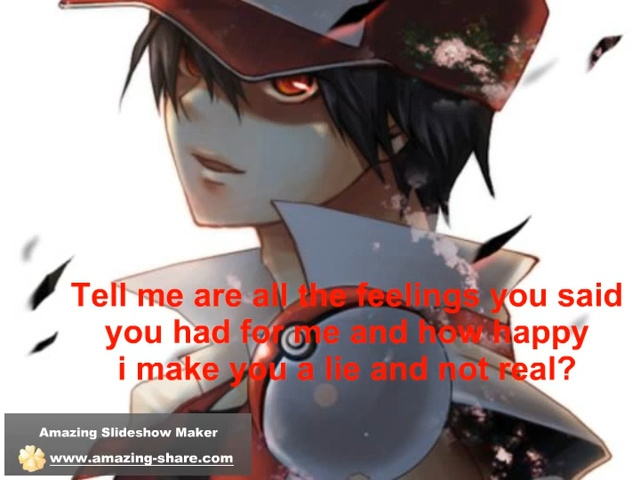 Tell me are all the feelings you said
you had for me and how happy
i make you a lie and not real?
Amazing Slideshow Maker
www.amazing-share.com